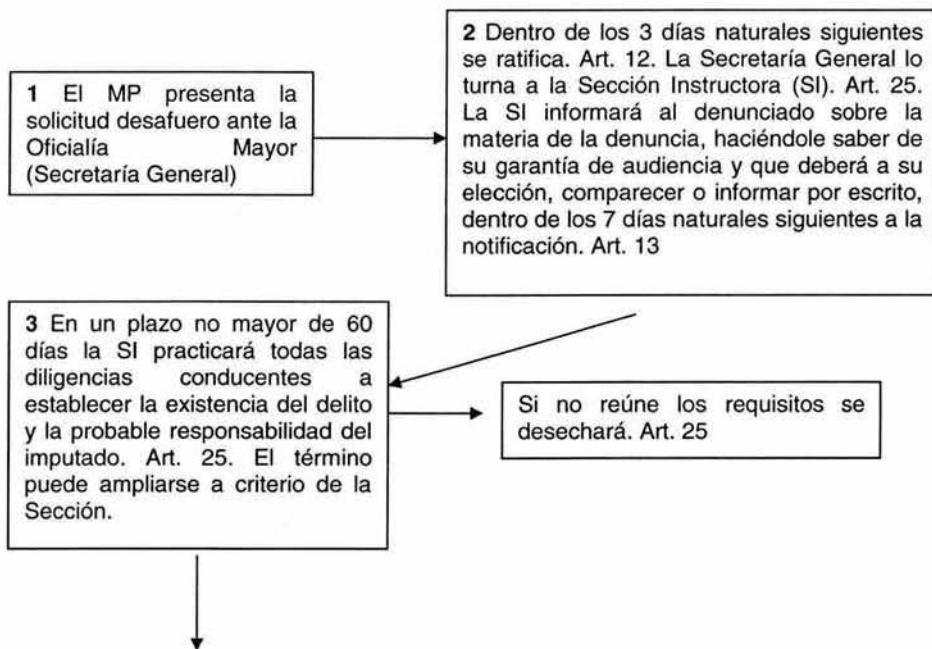 1 El MP presenta la
solicitud desafuero ante la
Oficialía Mayor
(Secretaría General)
2 Dentro de los 3 días naturales siguientes
se ratifica. Art. 12. La Secretaría General lo
turna a la Sección Instructora (SI). Art. 25.
La SI informará al denunciado sobre la
materia de la denuncia, haciéndole saber de
su garantía de audiencia y que deberá a su
elección, comparecer o informar por escrito,
dentro de los 7 días naturales siguientes a la
notificación. Art. 13
3 En un plazo no mayor de 60
días la SI practicará todas las
diligencias conducentes a
establecer la existencia del delito
y la probable responsabilidad del
imputado. Art. 25. El término
puede ampliarse a criterio de la
Sección.
Si no reúne los requisitos se
desechará. Art. 25